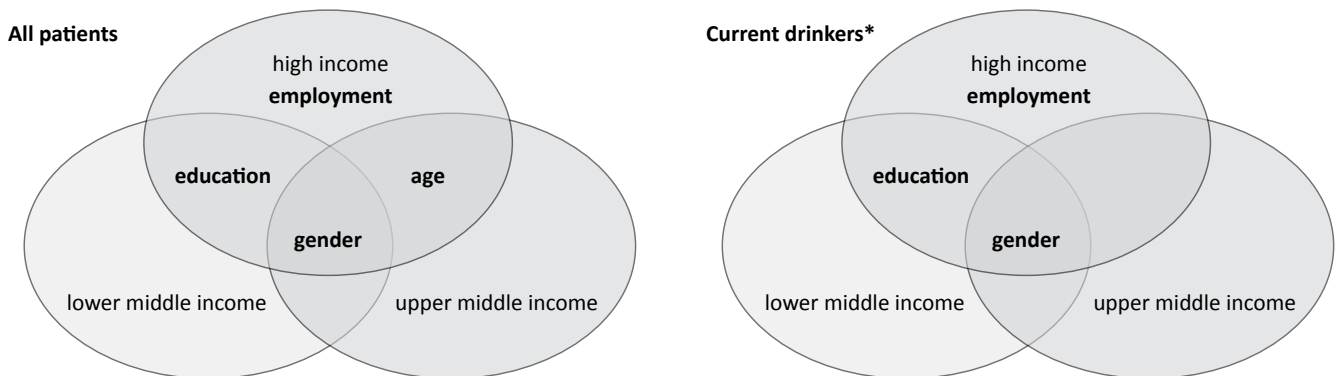 All patients
high income
employment
education
age
gender
lower middle income
upper middle income
Current drinkers*
high income
employment
education
gender
lower middle income
upper middle income